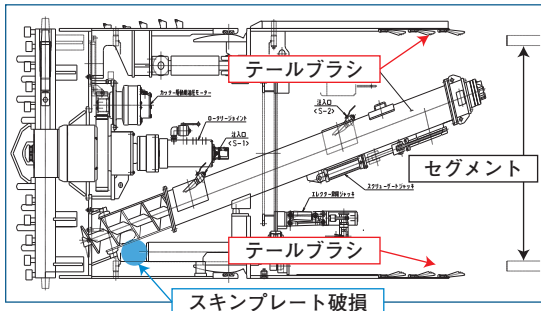 テールブラシ
カッター用駆動油圧モーター
注入口
<S-2>
ロータリージョイント
注入口
<S-1>
セグメント
スクリューゲートジャッキ
エレクター旋回ジャッキ
テールブラシ
スキンプレート破損